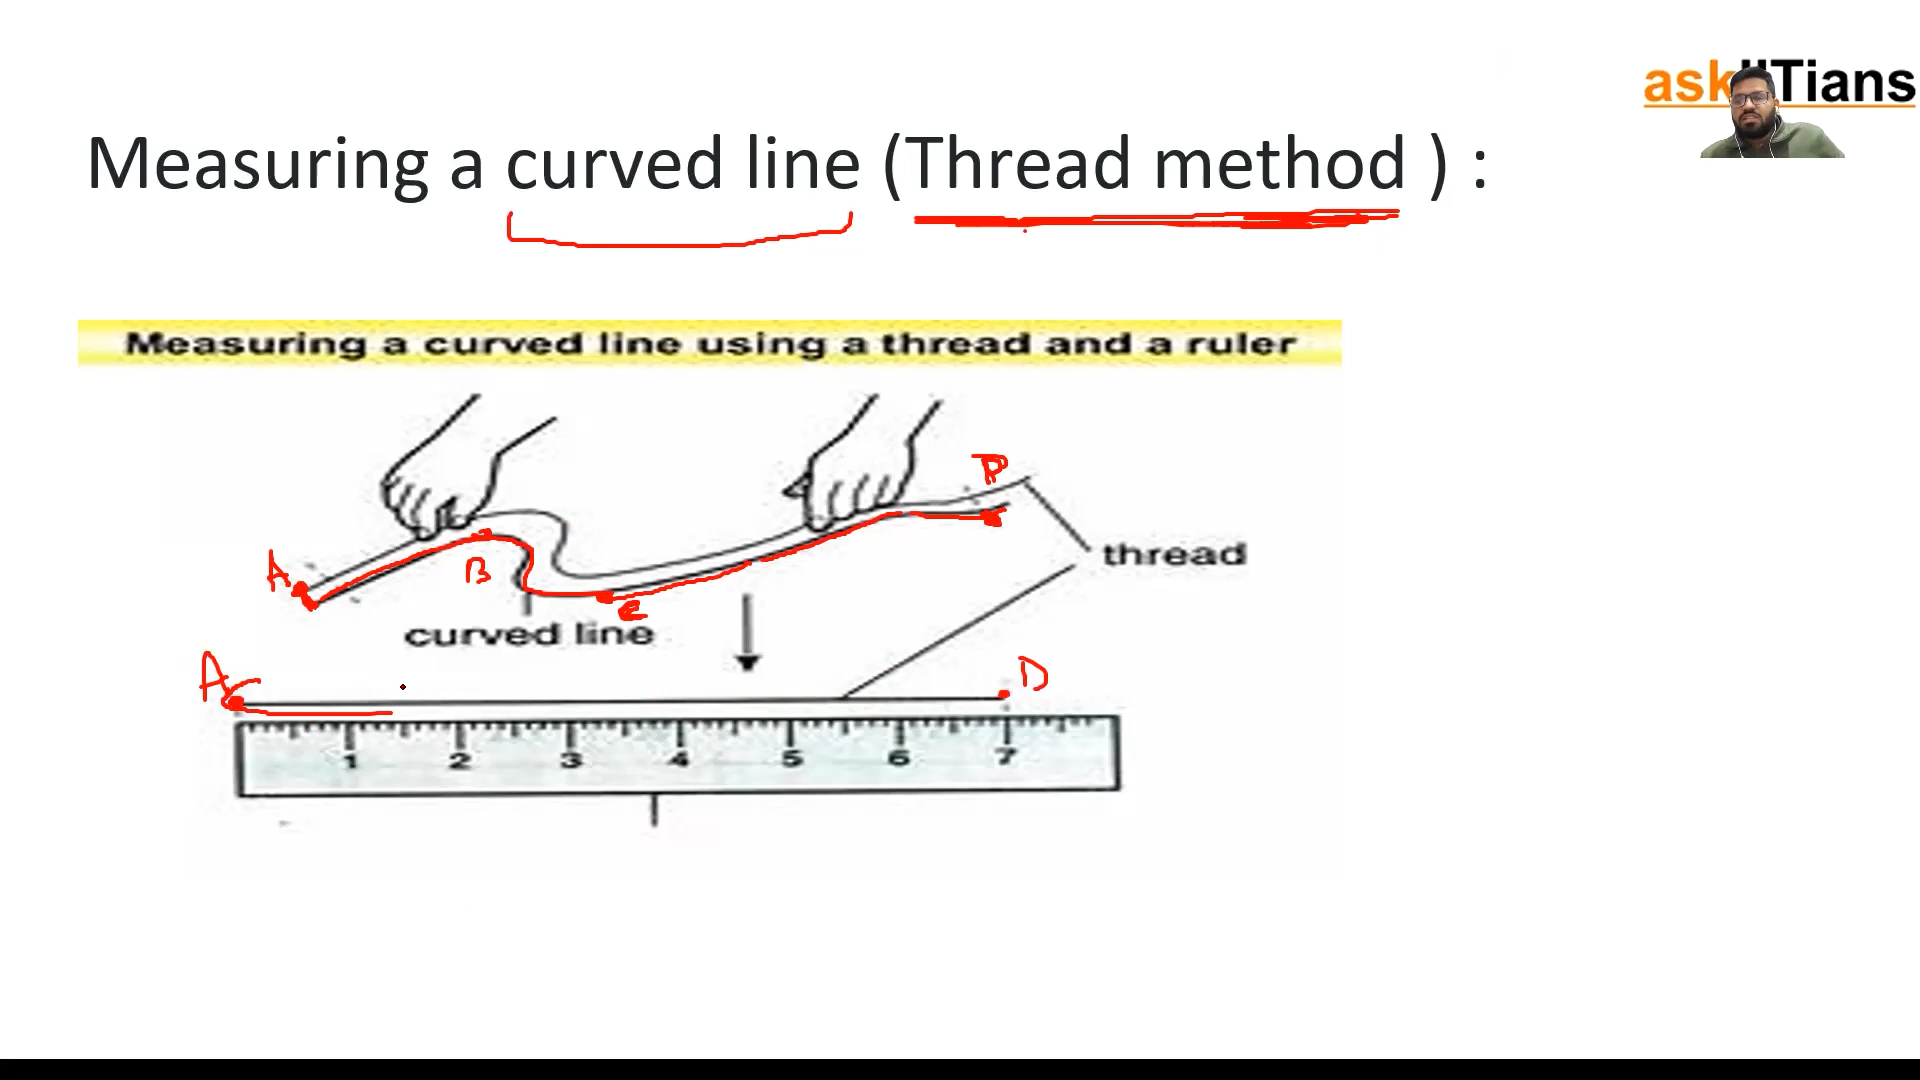 askIITians
Measuring a curved line (Thread method ) :
Measuring a curved line using a thread and a ruler
D
A
B
C
thread
curved line
A
D
1 2 3 4 5 6 7